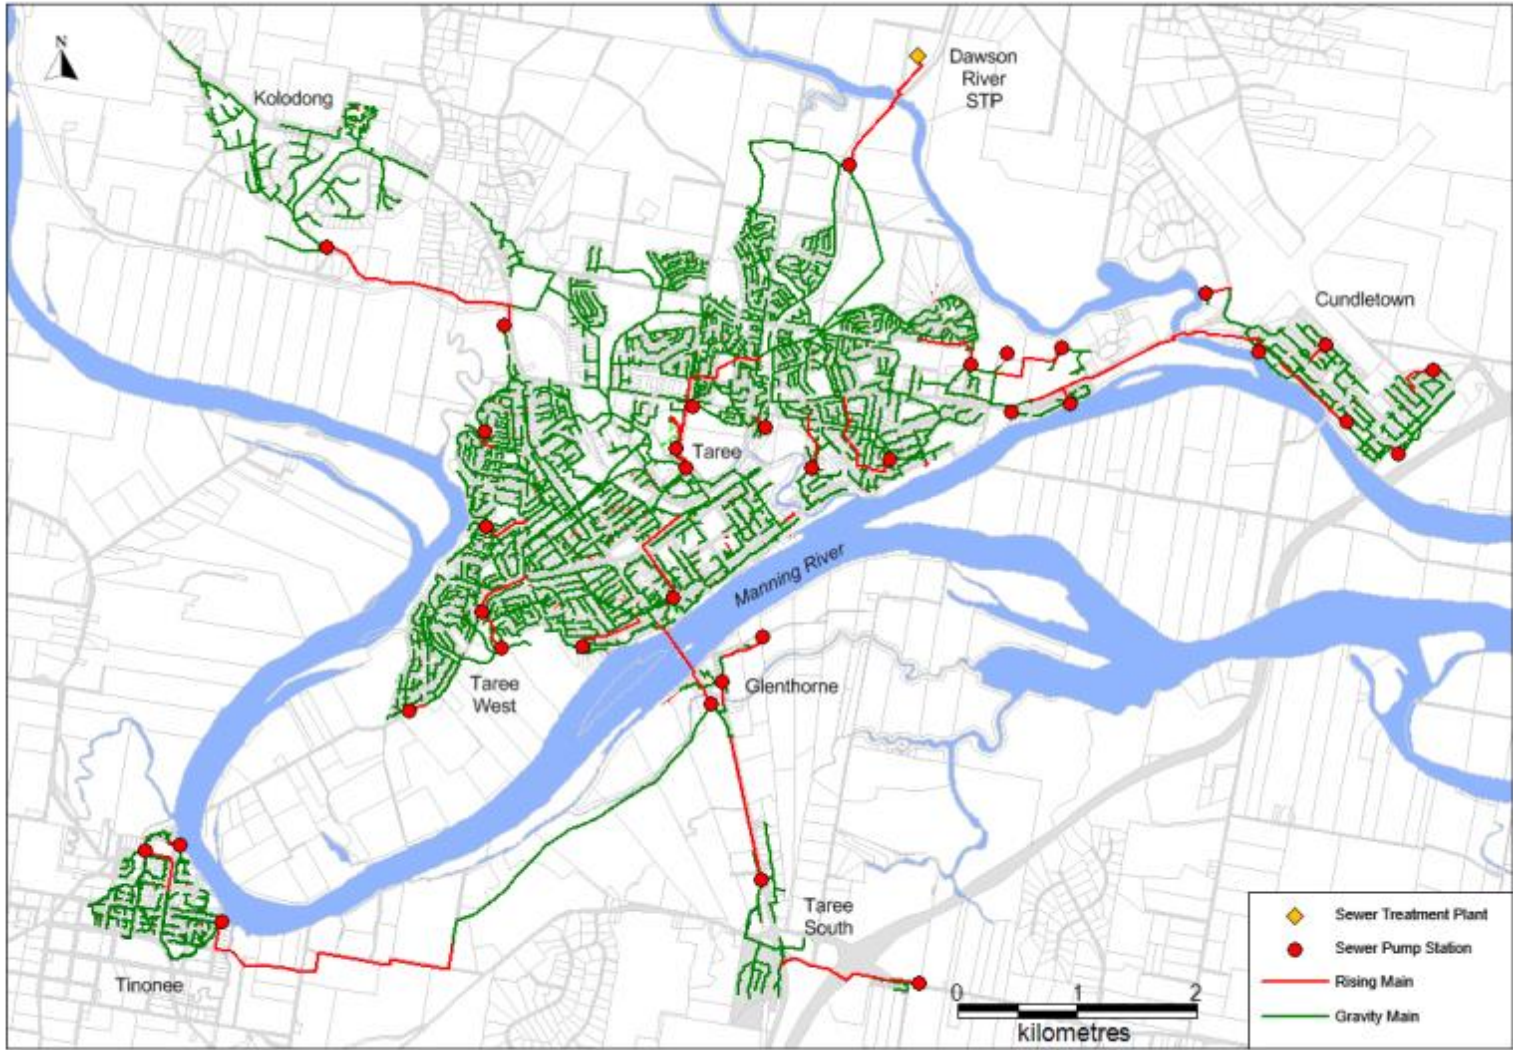 N
Dawson
River
STP
Kolodong
Cundletown
Taree
Manning River
Taree
West
Glenthorne
Taree
South
Tinonee
0 1 2
kilometres
Sewer Treatment Plant
Sewer Pump Station
Rising Main
Gravity Main